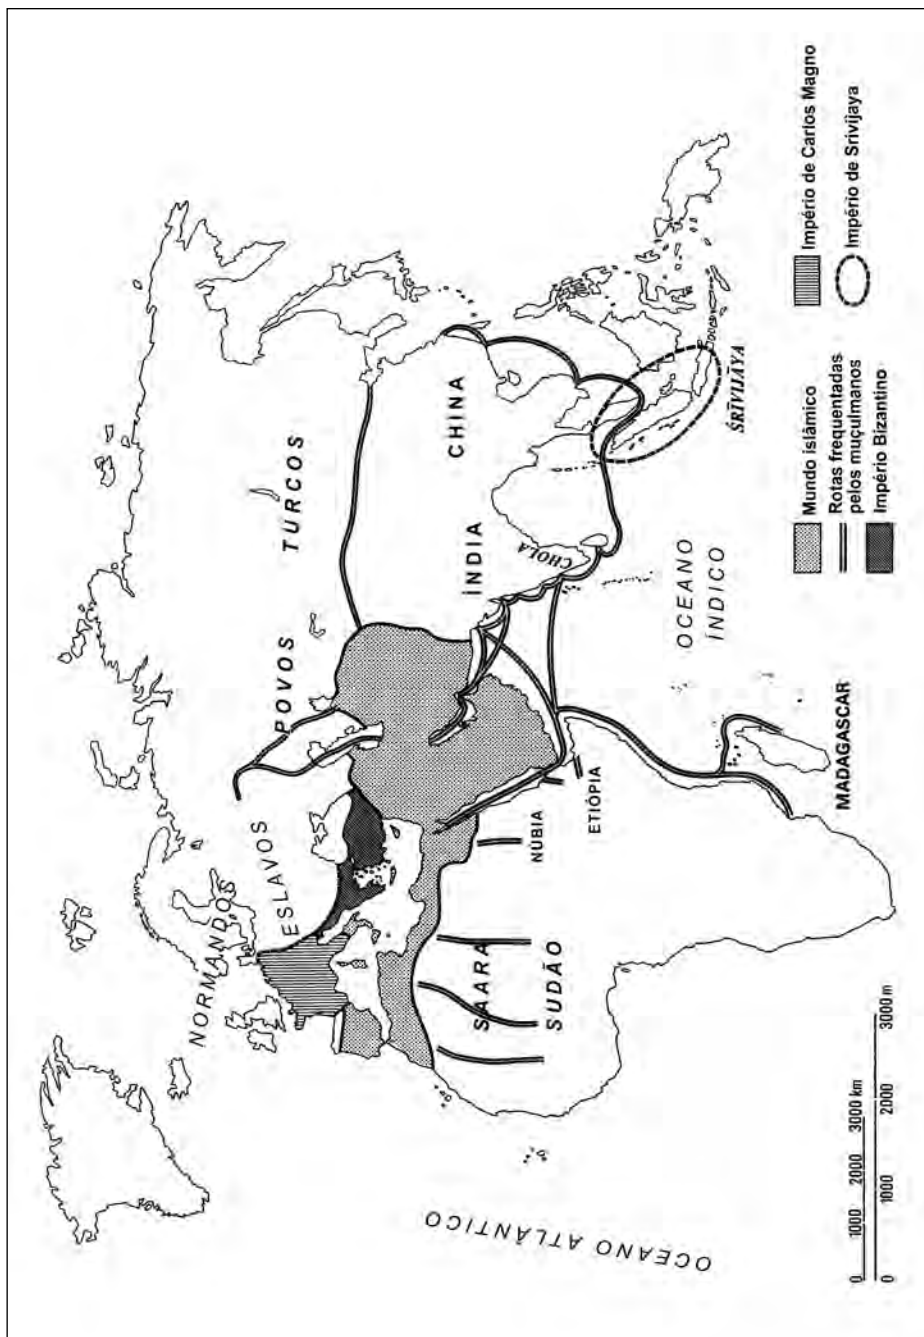 NORMANDOS
ESLAVOS
POVOS
TURCOS
CHINA
ÍNDIA
CHOLA
ŚRĪVIJĀYA
SAARA
SUDÃO
NÚBIA
ETIÓPIA
OCEANO
ÍNDICO
MADAGASCAR
OCEANO ATLÂNTICO
0 1000 2000 3000 km
0 1000 2000 3000 m
Mundo islâmico
Rotas frequentadas
pelos muçulmanos
Império Bizantino
Império de Carlos Magno
Império de Srivijaya